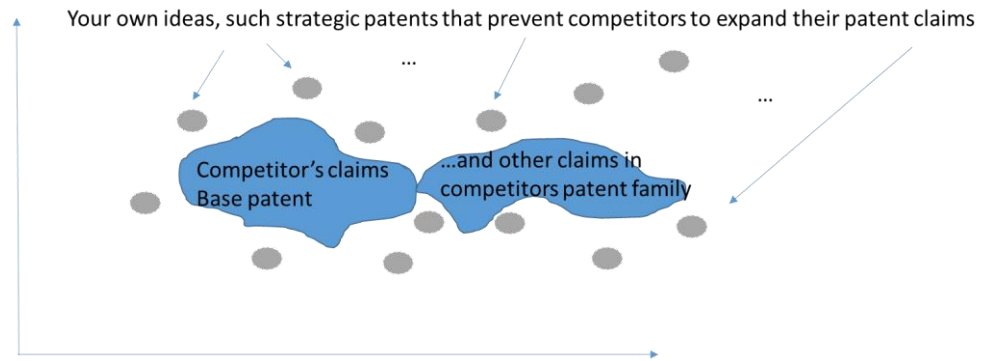 Your own ideas, such strategic patents that prevent competitors to expand their patent claims
...
...
Competitor's claims
Base patent
...and other claims in
competitors patent family